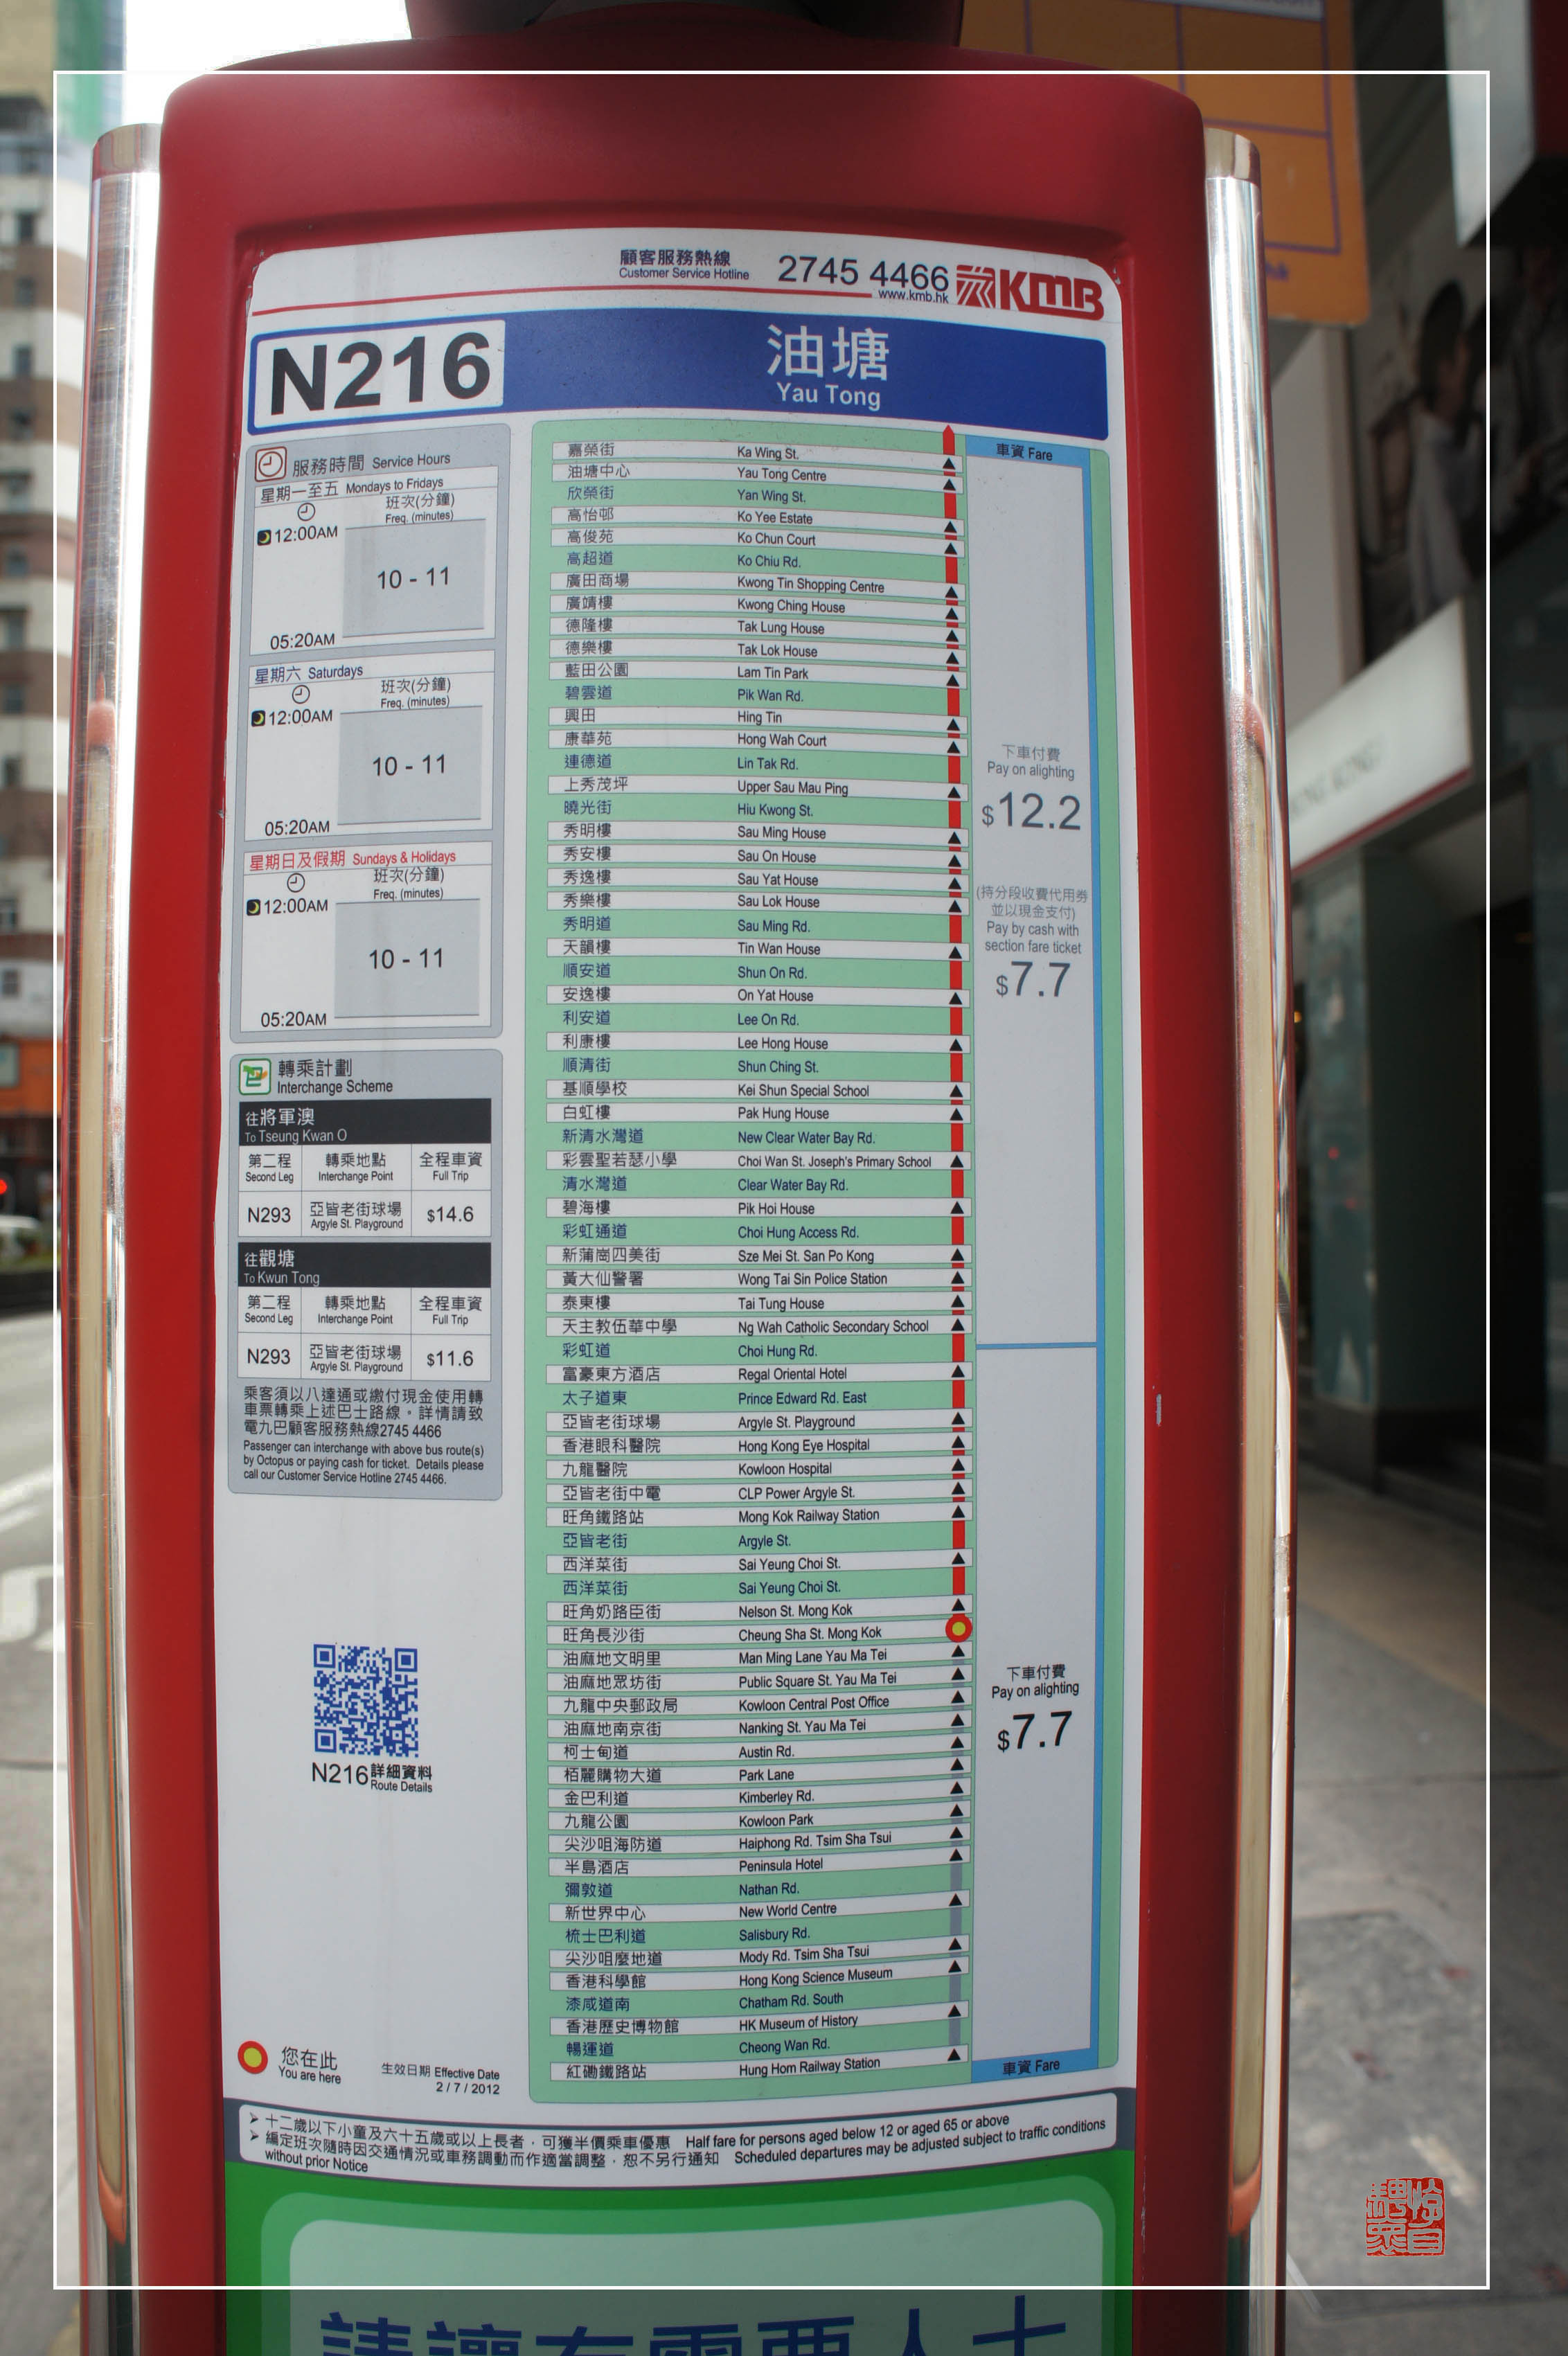 顧客服務熱線
Customer Service Hotline
2745 4466
www.kmb.hk
KMB
N216
油塘
Yau Tong
服務時間 Service Hours
星期一至五 Mondays to Fridays
班次(分鐘)
Freq. (minutes)
12:00AM
10 - 11
05:20AM
星期六 Saturdays
班次(分鐘)
Freq. (minutes)
12:00AM
10 - 11
05:20AM
星期日及假期 Sundays & Holidays
班次(分鐘)
Freq. (minutes)
12:00AM
10 - 11
05:20AM
轉乘計劃
Interchange Scheme
往將軍澳
To Tseung Kwan O
第二程 轉乘地點 全程車資
Second Leg Interchange Point Full Trip
N293 亞皆老街球場 $14.6
Argyle St. Playground
往觀塘
To Kwun Tong
第二程 轉乘地點 全程車資
Second Leg Interchange Point Full Trip
N293 亞皆老街球場 $11.6
Argyle St. Playground
乘客須以八達通或繳付現金使用轉
車票轉乘上述巴士路線。詳情請致
電九巴顧客服務熱線2745 4466
Passenger can interchange with above bus route(s)
by Octopus or paying cash for ticket. Details please
call our Customer Service Hotline 2745 4466.
N216 詳細資料
Route Details
您在此
You are here
生效日期 Effective Date
2 / 7 / 2012
嘉榮街 Ka Wing St.
油塘中心 Yau Tong Centre
欣榮街 Yan Wing St.
高怡邨 Ko Yee Estate
高俊苑 Ko Chun Court
高超道 Ko Chiu Rd.
廣田商場 Kwong Tin Shopping Centre
廣靖樓 Kwong Ching House
德隆樓 Tak Lung House
德樂樓 Tak Lok House
藍田公園 Lam Tin Park
碧雲道 Pik Wan Rd.
興田 Hing Tin
康華苑 Hong Wah Court
連德道 Lin Tak Rd.
上秀茂坪 Upper Sau Mau Ping
曉光街 Hiu Kwong St.
秀明樓 Sau Ming House
秀安樓 Sau On House
秀逸樓 Sau Yat House
秀樂樓 Sau Lok House
秀明道 Sau Ming Rd.
天韻樓 Tin Wan House
順安道 Shun On Rd.
安逸樓 On Yat House
利安道 Lee On Rd.
利康樓 Lee Hong House
順清街 Shun Ching St.
基順學校 Kei Shun Special School
白虹樓 Pak Hung House
新清水灣道 New Clear Water Bay Rd.
彩雲聖若瑟小學 Choi Wan St. Joseph's Primary School
清水灣道 Clear Water Bay Rd.
碧海樓 Pik Hoi House
彩虹通道 Choi Hung Access Rd.
新蒲崗四美街 Sze Mei St. San Po Kong
黃大仙警署 Wong Tai Sin Police Station
泰東樓 Tai Tung House
天主教伍華中學 Ng Wah Catholic Secondary School
彩虹道 Choi Hung Rd.
富豪東方酒店 Regal Oriental Hotel
太子道東 Prince Edward Rd. East
亞皆老街球場 Argyle St. Playground
香港眼科醫院 Hong Kong Eye Hospital
九龍醫院 Kowloon Hospital
亞皆老街中電 CLP Power Argyle St.
旺角鐵路站 Mong Kok Railway Station
亞皆老街 Argyle St.
西洋菜街 Sai Yeung Choi St.
西洋菜街 Sai Yeung Choi St.
旺角奶路臣街 Nelson St. Mong Kok
旺角長沙街 Cheung Sha St. Mong Kok
油麻地文明里 Man Ming Lane Yau Ma Tei
油麻地眾坊街 Public Square St. Yau Ma Tei
九龍中央郵政局 Kowloon Central Post Office
油麻地南京街 Nanking St. Yau Ma Tei
柯士甸道 Austin Rd.
栢麗購物大道 Park Lane
金巴利道 Kimberley Rd.
九龍公園 Kowloon Park
尖沙咀海防道 Haiphong Rd. Tsim Sha Tsui
半島酒店 Peninsula Hotel
彌敦道 Nathan Rd.
新世界中心 New World Centre
梳士巴利道 Salisbury Rd.
尖沙咀麼地道 Mody Rd. Tsim Sha Tsui
香港科學館 Hong Kong Science Museum
漆咸道南 Chatham Rd. South
香港歷史博物館 HK Museum of History
暢運道 Cheong Wan Rd.
紅磡鐵路站 Hung Hom Railway Station
車資 Fare
下車付費
Pay on alighting
$12.2
(持分段收費代用券
並以現金支付)
Pay by cash with
section fare ticket
$7.7
下車付費
Pay on alighting
$7.7
車資 Fare
十二歲以下小童及六十五歲或以上長者，可獲半價乘車優惠 Half fare for persons aged below 12 or aged 65 or above
編定班次隨時因交通情況或車務調動而作適當調整，恕不另行通知 Scheduled departures may be adjusted subject to traffic conditions
without prior Notice
請讓有需要人士